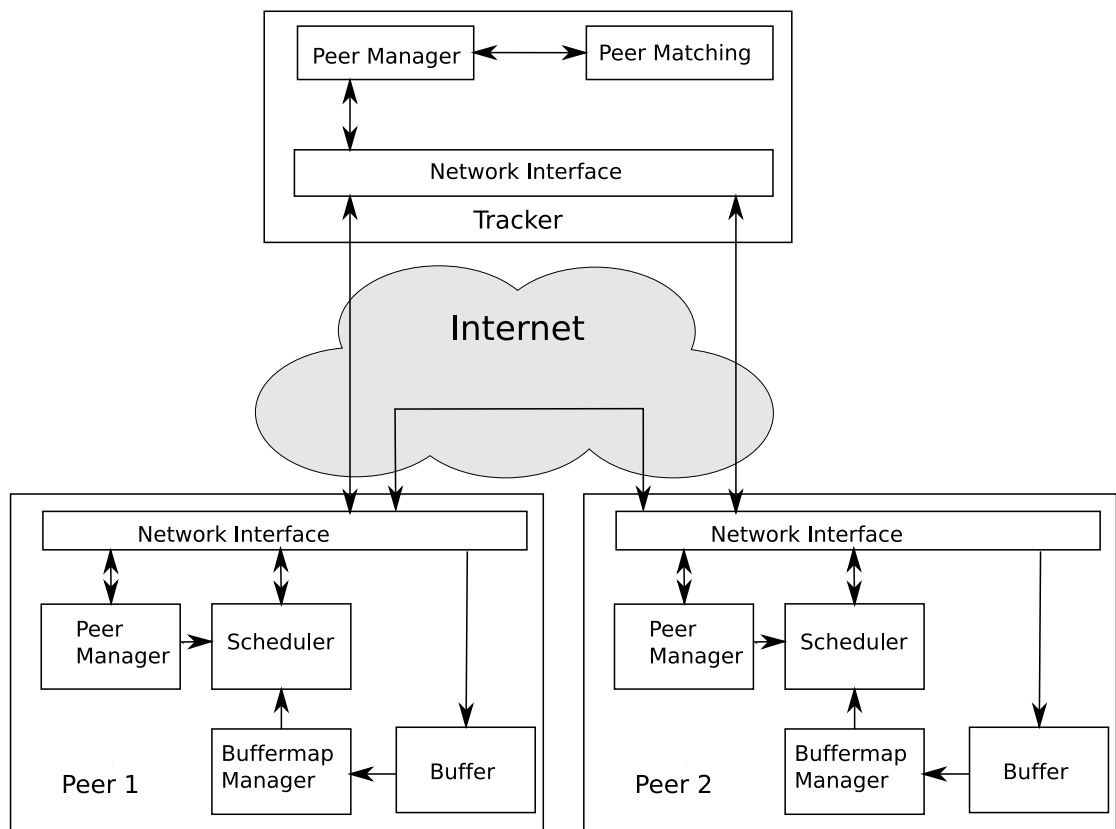 Peer Manager
Peer Matching
Network Interface
Tracker
Internet
Network Interface
Peer
Manager
Scheduler
Buffermap
Manager
Buffer
Peer 1
Network Interface
Peer
Manager
Scheduler
Buffermap
Manager
Buffer
Peer 2